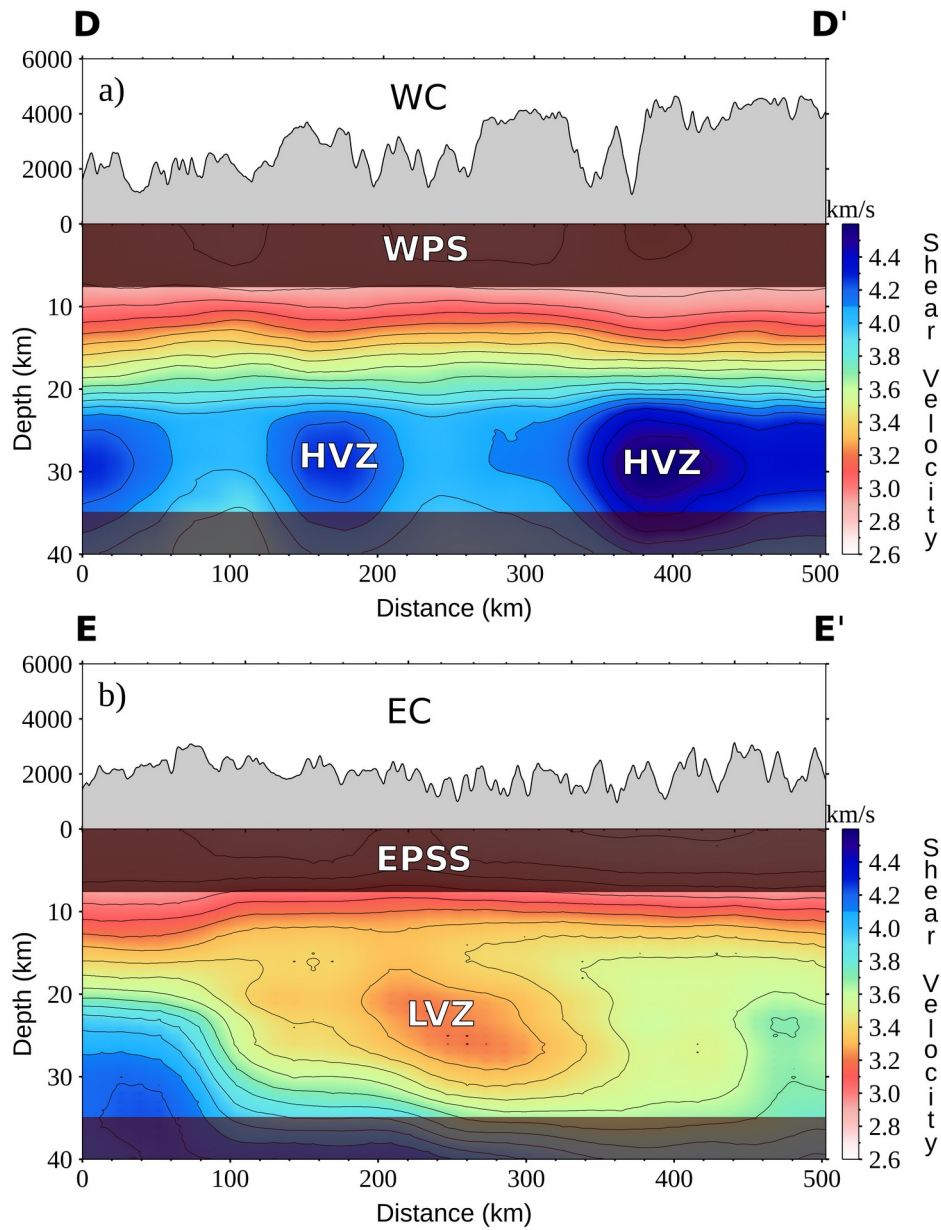 D D'
6000
a) WC
4000
2000
0
km/s
WPS
10
20
30
40
Depth (km)
HVZ HVZ
4.4
4.2
4.0
3.8
3.6
3.4
3.2
3.0
2.8
2.6
Shear Velocity
0 100 200 300 400 500
Distance (km)
E E'
6000
b) EC
4000
2000
0
km/s
EPSS
10
20
30
40
Depth (km)
LVZ
4.4
4.2
4.0
3.8
3.6
3.4
3.2
3.0
2.8
2.6
Shear Velocity
0 100 200 300 400 500
Distance (km)